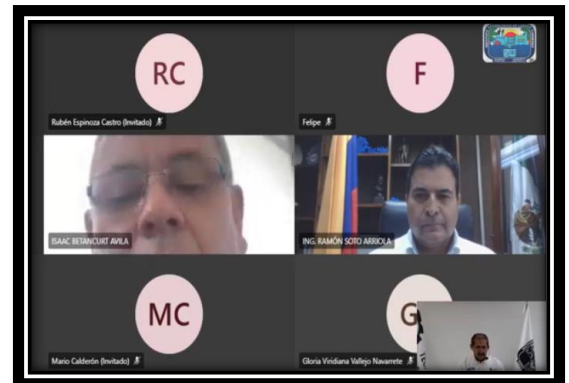 RC
F
Rubén Espinoza Castro (Invitado)
Felipe
ISAAC BETANCURT AVILA
ING. RAMÓN SOTO ARRIOLA
MC
G
Mario Calderón (Invitado)
Gloria Viridiana Vallejo Navarrete